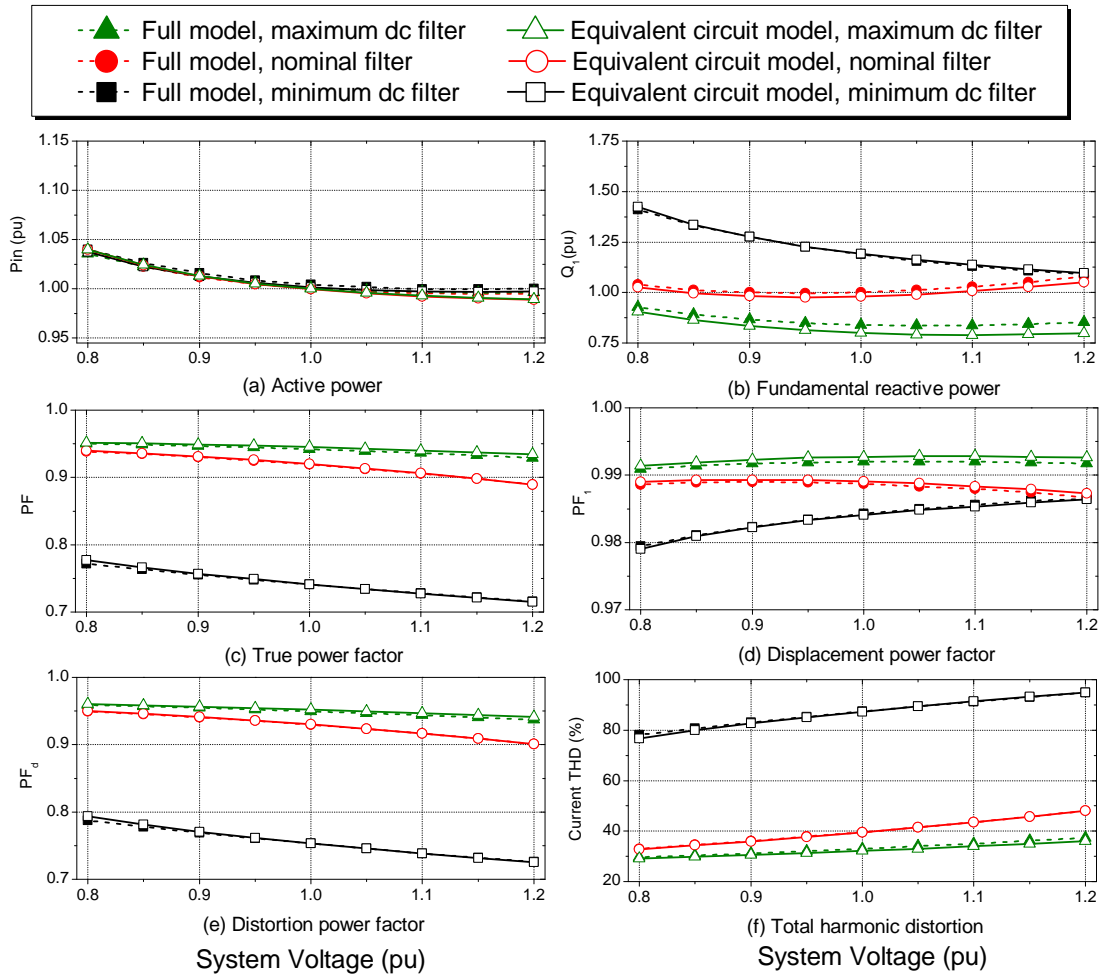 Full model, maximum dc filter
Equivalent circuit model, maximum dc filter
Full model, nominal filter
Equivalent circuit model, nominal filter
Full model, minimum dc filter
Equivalent circuit model, minimum dc filter
1.15
1.10
1.05
1.00
0.95
Pin (pu)
0.8 0.9 1.0 1.1 1.2
(a) Active power
1.75
1.50
1.25
1.00
0.75
Q1(pu)
0.8 0.9 1.0 1.1 1.2
(b) Fundamental reactive power
1.0
0.9
0.8
0.7
PF
0.8 0.9 1.0 1.1 1.2
(c) True power factor
1.00
0.99
0.98
0.97
PF1
0.8 0.9 1.0 1.1 1.2
(d) Displacement power factor
1.0
0.9
0.8
0.7
PFd
0.8 0.9 1.0 1.1 1.2
(e) Distortion power factor
System Voltage (pu)
100
80
60
40
20
Current THD (%)
0.8 0.9 1.0 1.1 1.2
(f) Total harmonic distortion
System Voltage (pu)